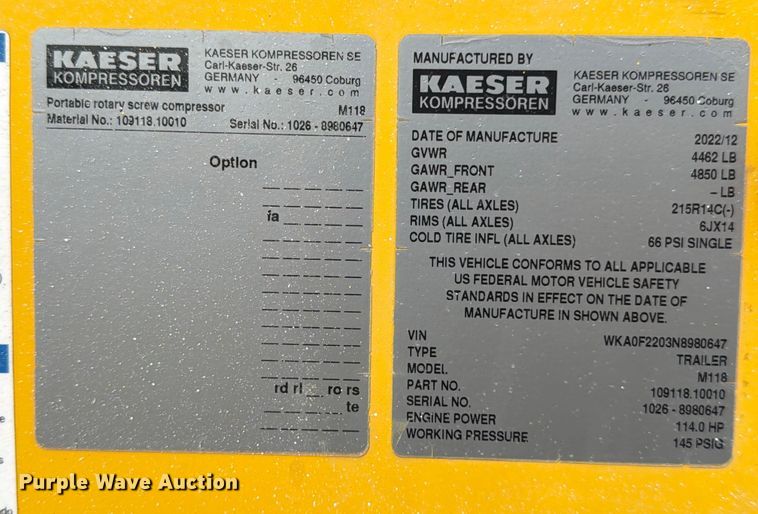 KAESER
KOMPRESSOREN
KAESER KOMPRESSOREN SE
Carl-Kaeser-Str. 26
GERMANY - 96450 Coburg
www.kaeser.com
Portable rotary screw compressor M118
Material No.: 109118.10010 Serial No.: 1026 - 8980647
Option
ia
rd rl ro rs
te
MANUFACTURED BY
KAESER
KOMPRESSOREN
KAESER KOMPRESSOREN SE
Carl-Kaeser-Str. 26
GERMANY - 96450 Coburg
www.kaeser.com
DATE OF MANUFACTURE 2022/12
GVWR 4462 LB
GAWR_FRONT 4850 LB
GAWR_REAR – LB
TIRES (ALL AXLES) 215R14C(-)
RIMS (ALL AXLES) 6JX14
COLD TIRE INFL (ALL AXLES) 66 PSI SINGLE
THIS VEHICLE CONFORMS TO ALL APPLICABLE
US FEDERAL MOTOR VEHICLE SAFETY
STANDARDS IN EFFECT ON THE DATE OF
MANUFACTURE IN SHOWN ABOVE.
VIN WKA0F2203N8980647
TYPE TRAILER
MODEL M118
PART NO. 109118.10010
SERIAL NO. 1026 - 8980647
ENGINE POWER 114.0 HP
WORKING PRESSURE 145 PSIG
Purple Wave Auction